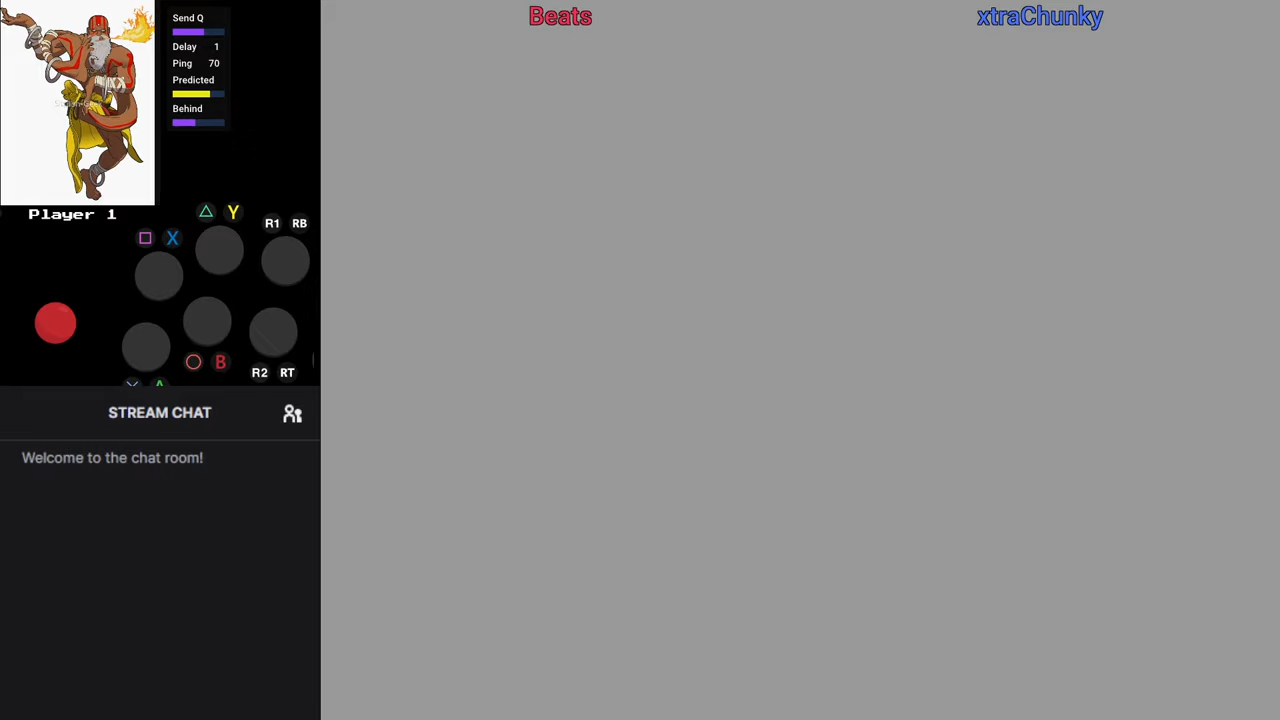 Beats
xtraChunky
Send Q
Delay 1
Ping 70
Predicted
Behind
Player 1
Y
R1 RB
X
B
R2 RT
A
STREAM CHAT
Welcome to the chat room!